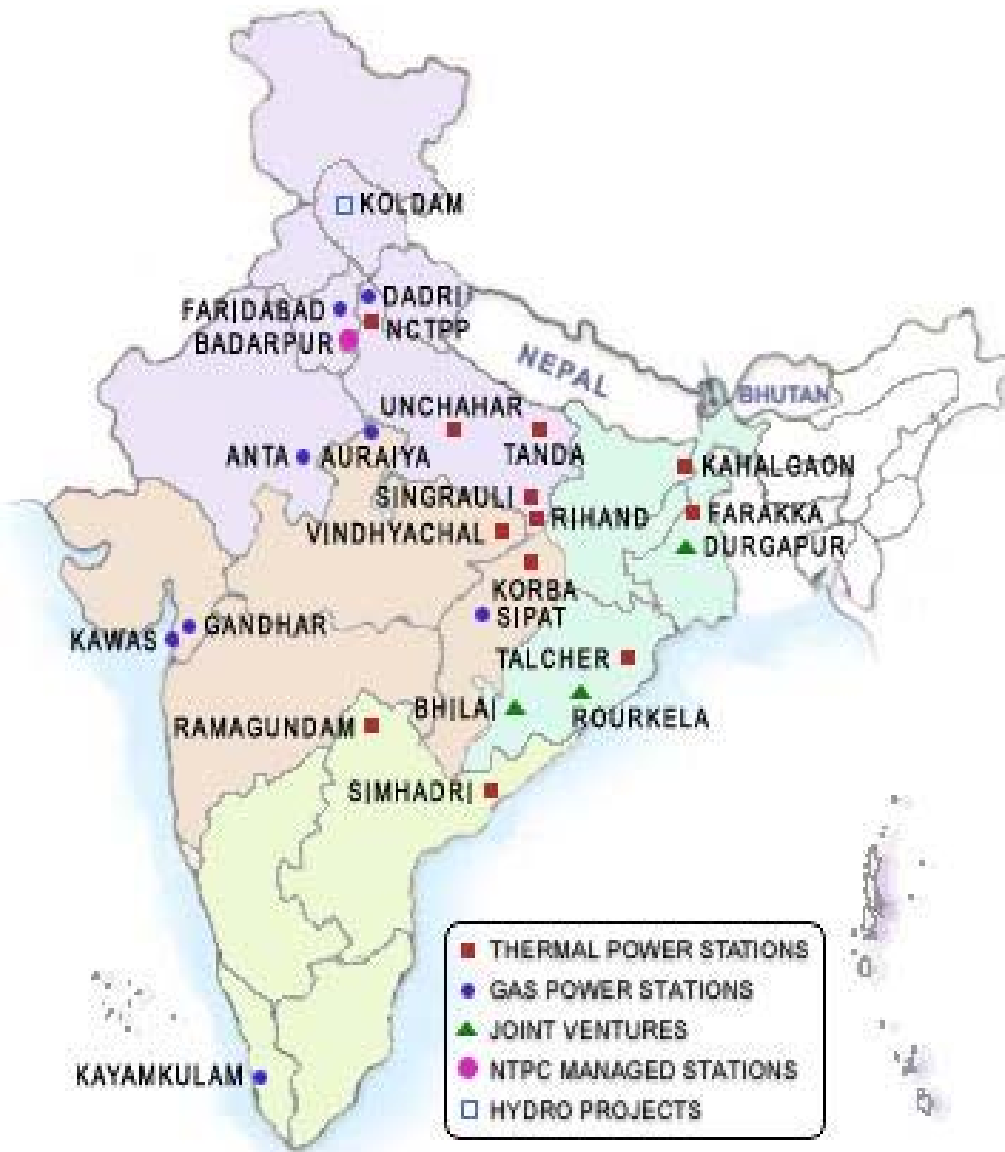 KOLDAM
DADRI
FARIDABAD
NCTPP
BADARPUR
NEPAL
BHUTAN
UNCHAHAR
ANTA
AURAIYA
TANDA
KAHALGAON
SINGRAULI
RIHAND
FARAKKA
VINDHYACHAL
DURGAPUR
KORBA
SIPAT
GANDHAR
KAWAS
TALCHER
BHILAI
ROURKELA
RAMAGUNDAM
SIMHADRI
THERMAL POWER STATIONS
GAS POWER STATIONS
JOINT VENTURES
NTPC MANAGED STATIONS
HYDRO PROJECTS
KAYAMKULAM